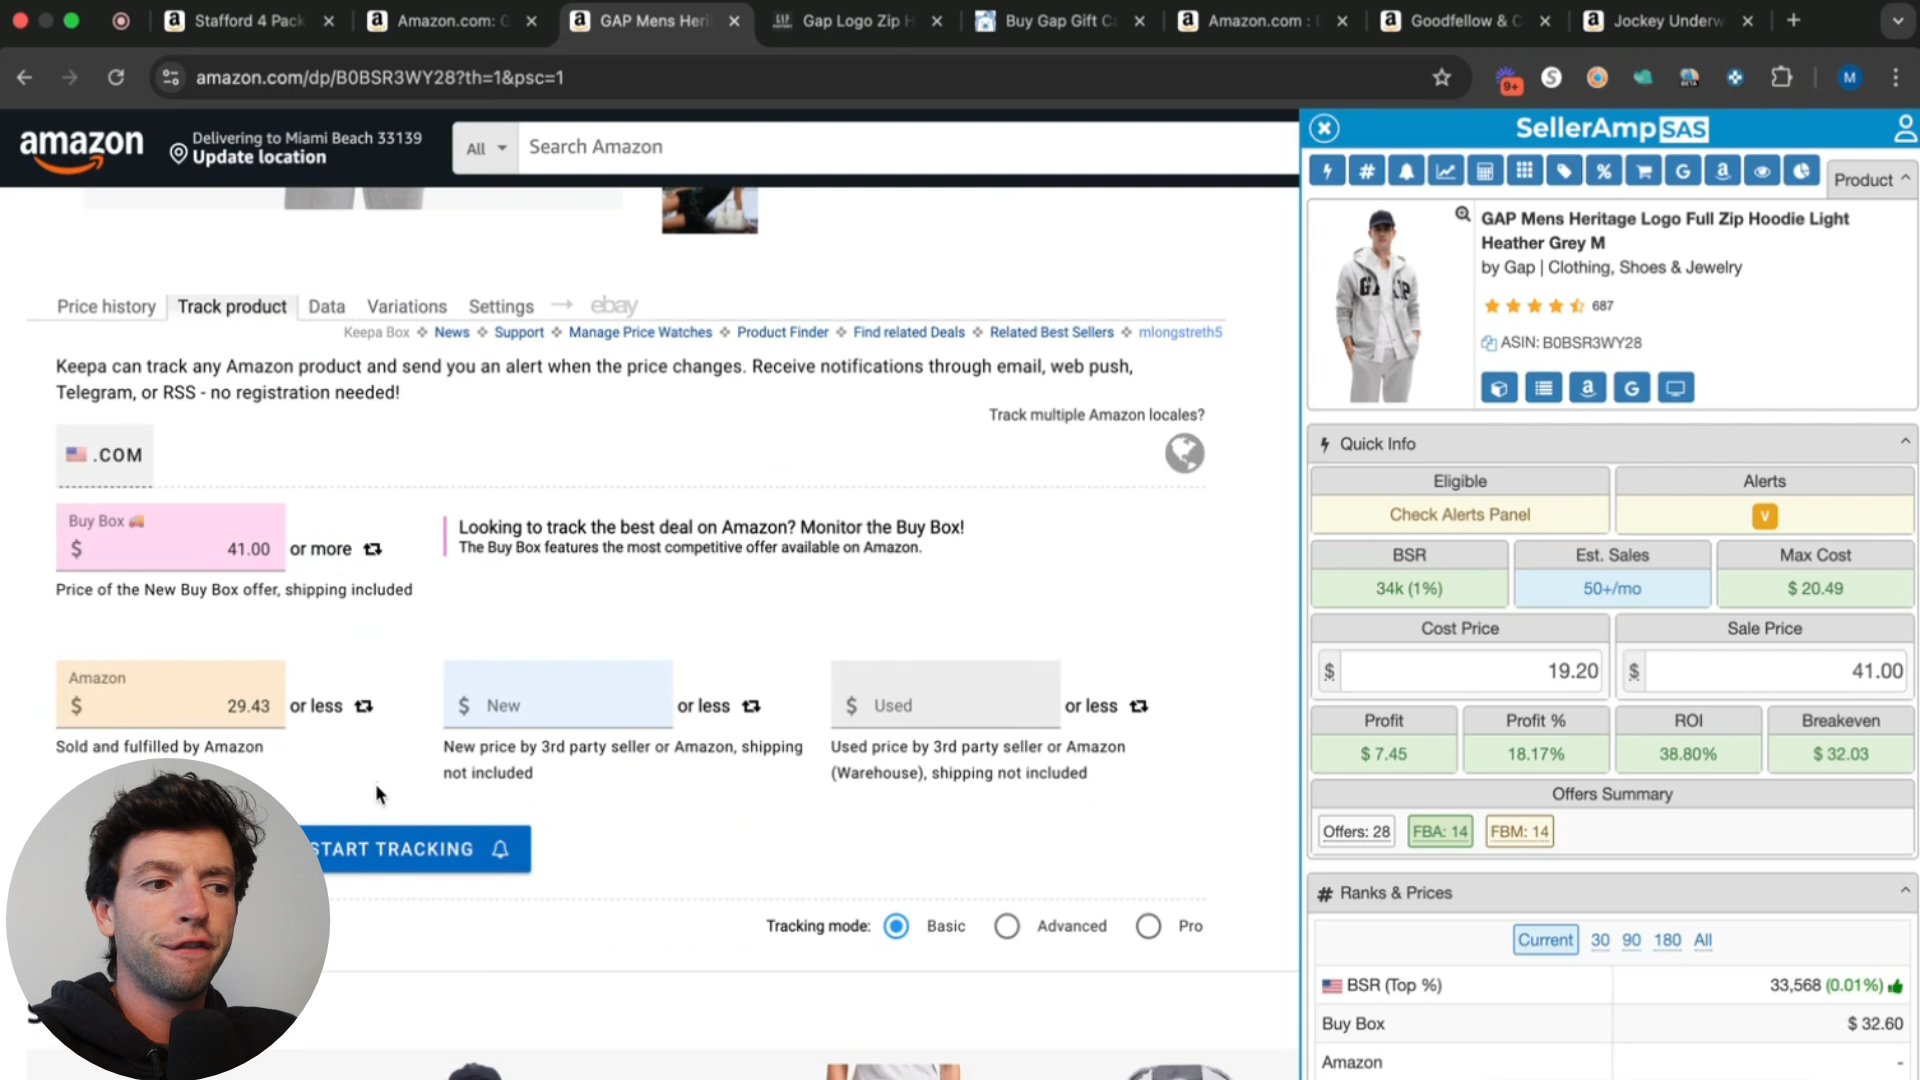 Stafford 4 Pack
Amazon.com: G
GAP Mens Heri
Gap Logo Zip H
Buy Gap Gift C
Amazon.com :
Goodfellow & C
Jockey Underw
amazon.com/dp/B0BSR3WY28?th=1&psc=1
9+
BETA
M
amazon
Delivering to Miami Beach 33139
Update location
All
Search Amazon
SellerAmp SAS
Product
GAP Mens Heritage Logo Full Zip Hoodie Light
Heather Grey M
by Gap | Clothing, Shoes & Jewelry
687
ASIN: B0BSR3WY28
Price history
Track product
Data
Variations
Settings
ebay
Keepa Box
News
Support
Manage Price Watches
Product Finder
Find related Deals
Related Best Sellers
mlongstreth5
Keepa can track any Amazon product and send you an alert when the price changes. Receive notifications through email, web push,
Telegram, or RSS - no registration needed!
Track multiple Amazon locales?
.COM
Buy Box
$ 41.00 or more
Price of the New Buy Box offer, shipping included
Looking to track the best deal on Amazon? Monitor the Buy Box!
The Buy Box features the most competitive offer available on Amazon.
Amazon
$ 29.43 or less
Sold and fulfilled by Amazon
$ New or less
New price by 3rd party seller or Amazon, shipping
not included
$ Used or less
Used price by 3rd party seller or Amazon
(Warehouse), shipping not included
START TRACKING
Tracking mode: Basic Advanced Pro
Quick Info
Eligible
Alerts
Check Alerts Panel
V
BSR
Est. Sales
Max Cost
34k (1%)
50+/mo
$ 20.49
Cost Price
Sale Price
$ 19.20
$ 41.00
Profit
Profit %
ROI
Breakeven
$ 7.45
18.17%
38.80%
$ 32.03
Offers Summary
Offers: 28
FBA: 14
FBM: 14
Ranks & Prices
Current 30 90 180 All
BSR (Top %)
33,568 (0.01%)
Buy Box
$ 32.60
Amazon
-